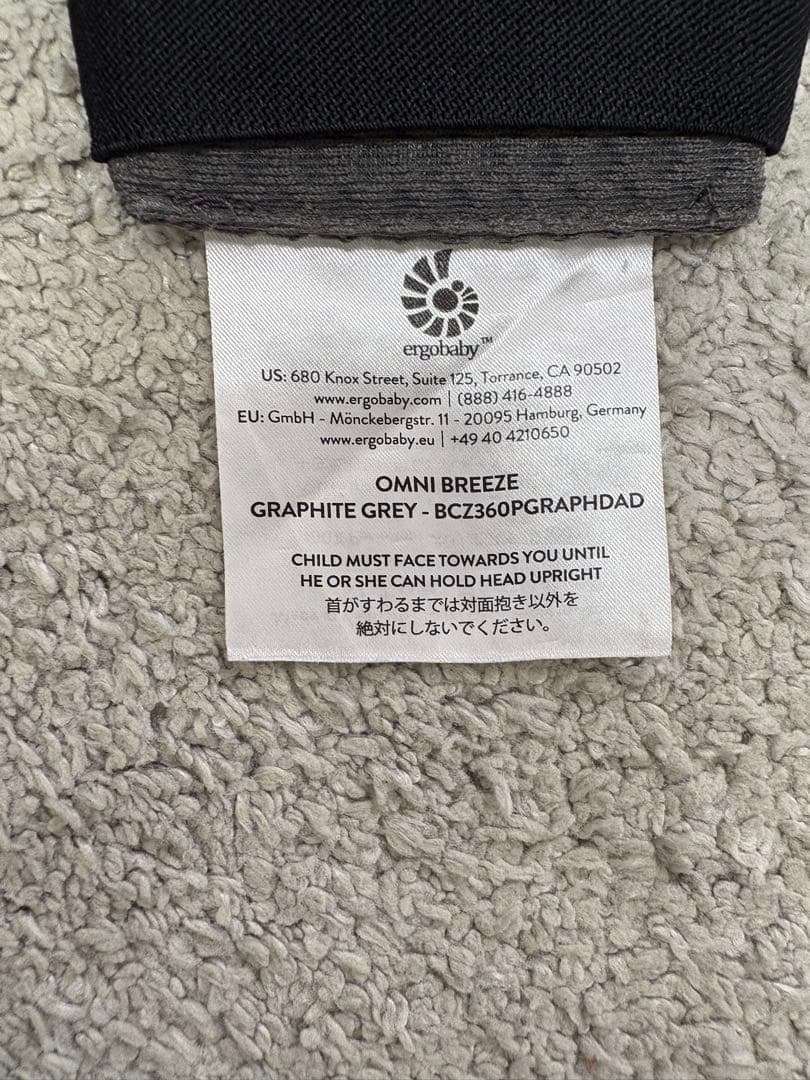 ergobaby™
US: 680 Knox Street, Suite 125, Torrance, CA 90502
www.ergobaby.com | (888) 416-4888
EU: GmbH - Mönckebergstr. 11 - 20095 Hamburg, Germany
www.ergobaby.eu | +49 40 4210650
OMNI BREEZE
GRAPHITE GREY - BCZ360PGRAPHDAD
CHILD MUST FACE TOWARDS YOU UNTIL
HE OR SHE CAN HOLD HEAD UPRIGHT
首がすわるまでは対面抱き以外を
絶対にしないでください。